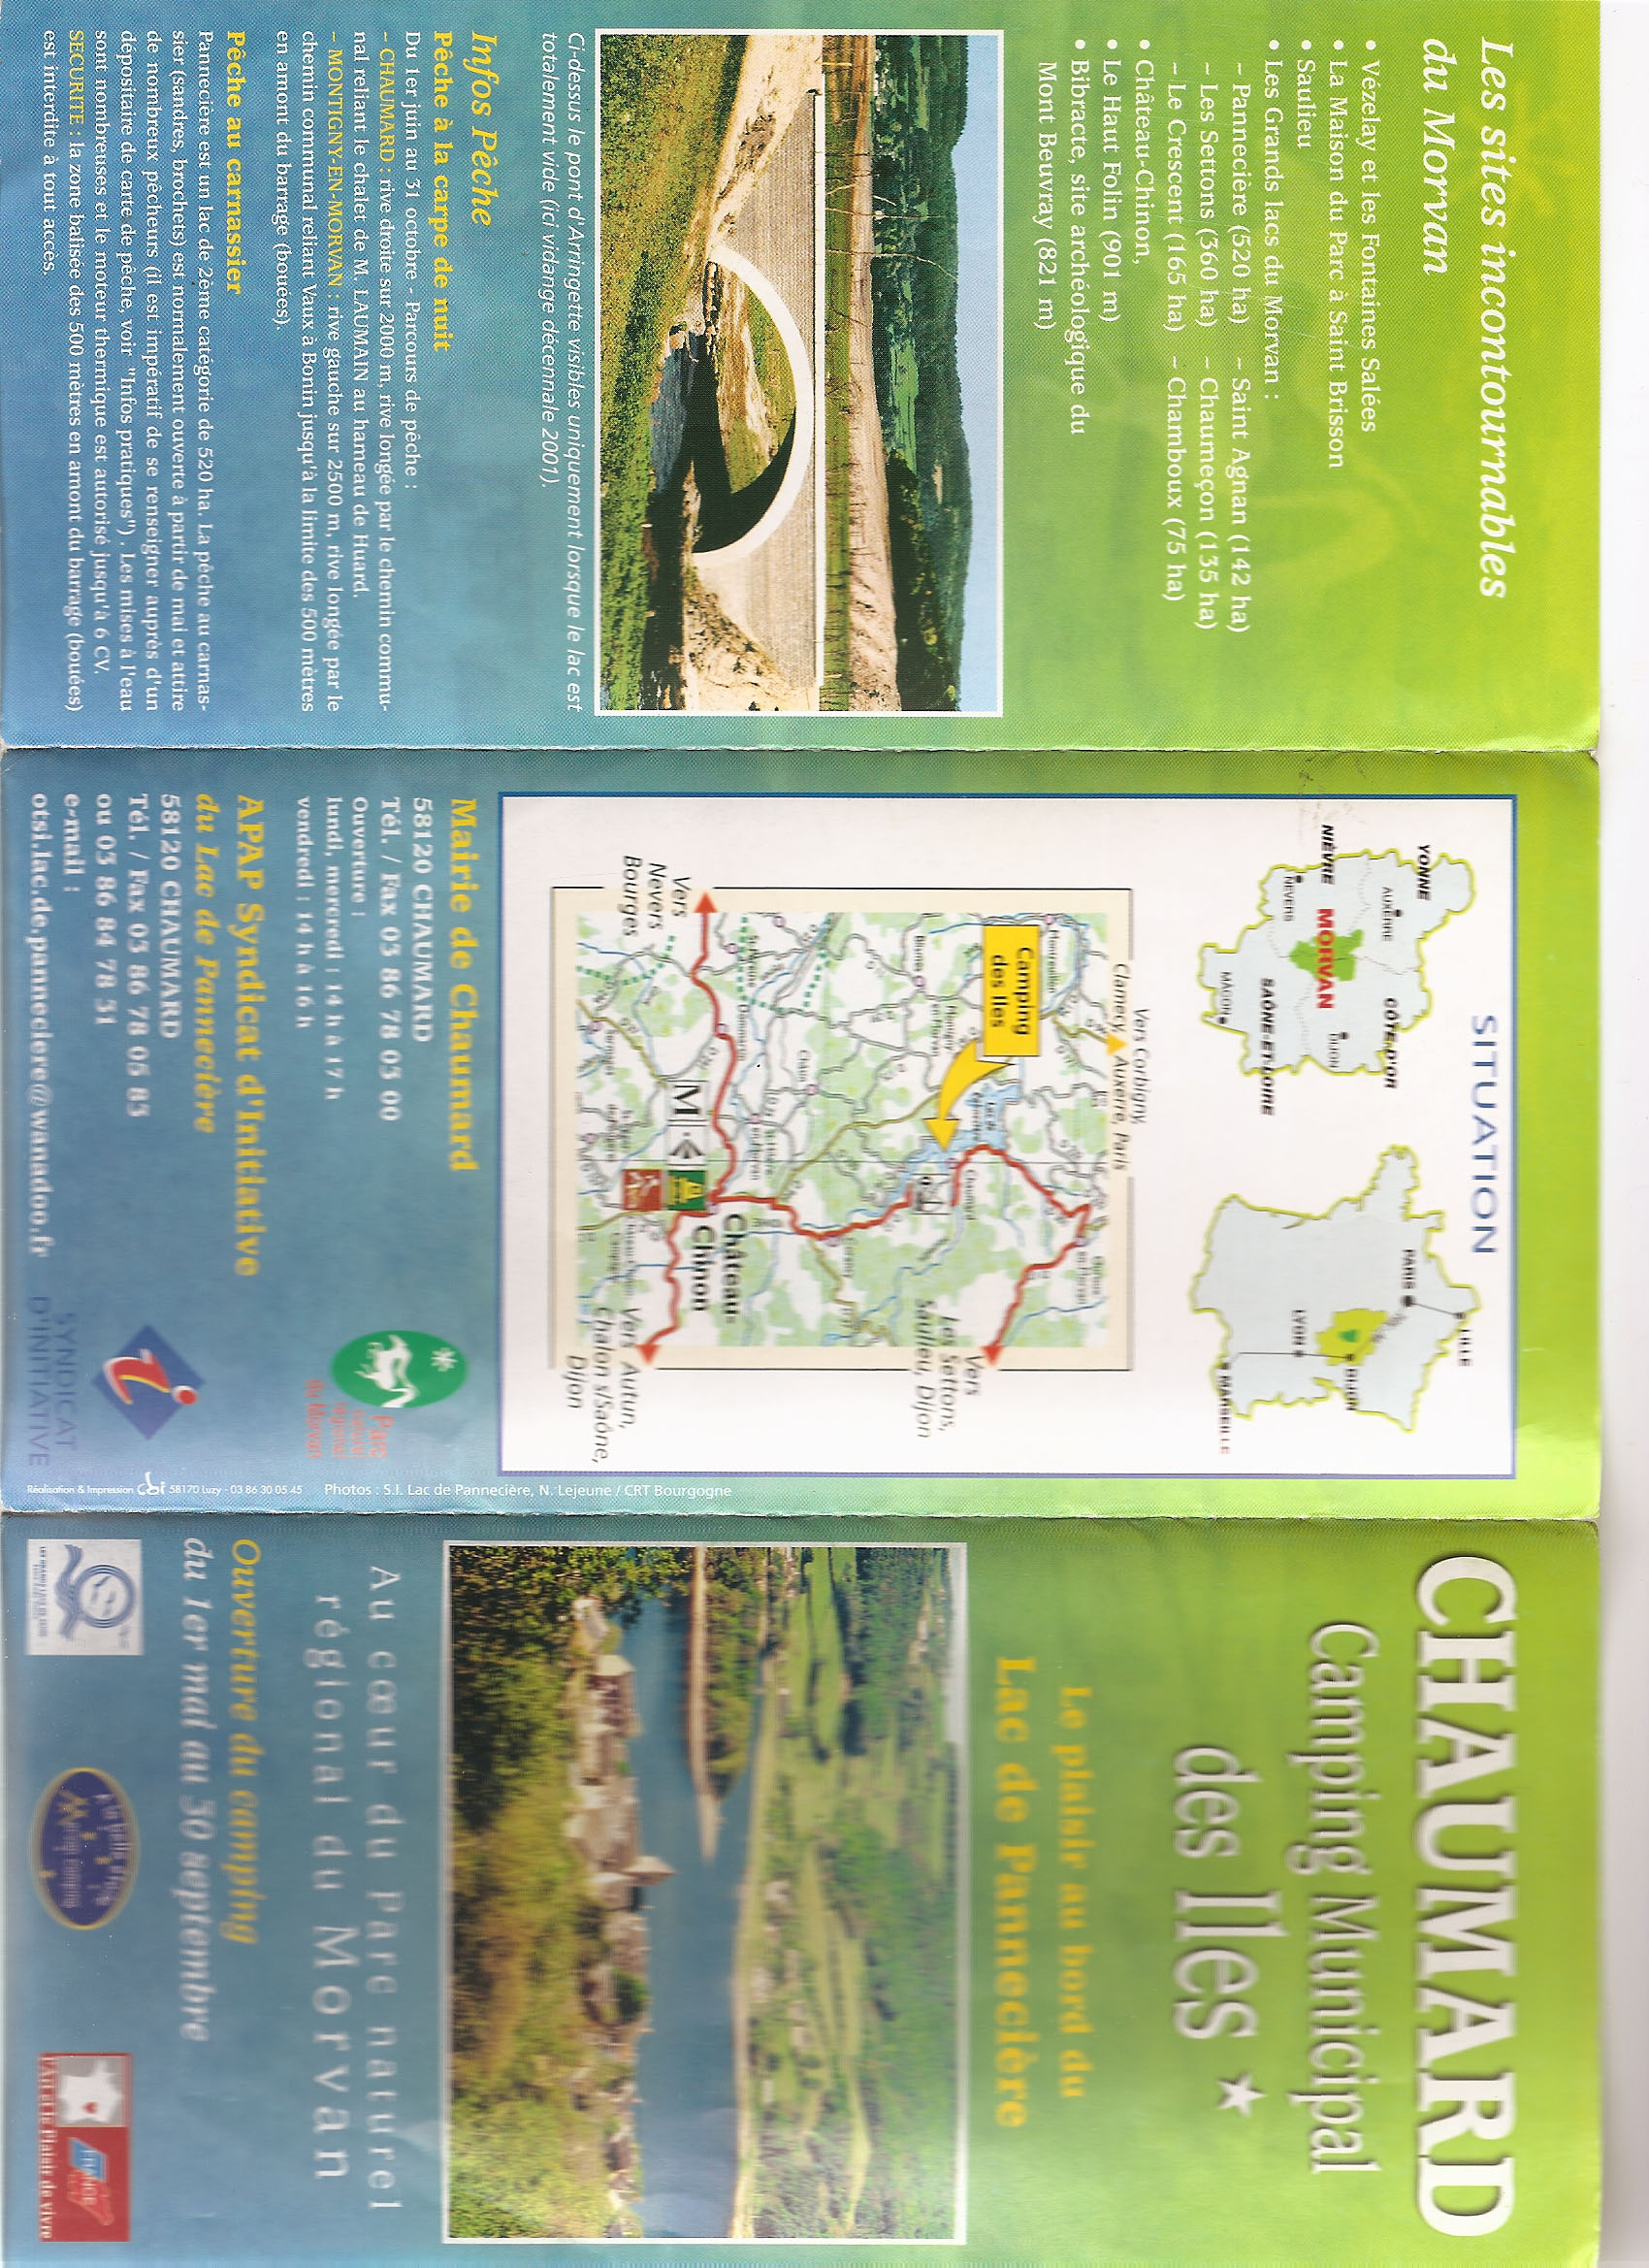 Les sites incontournables
du Morvan
• Vézelay et les Fontaines Salées
• La Maison du Parc à Saint Brisson
• Saulieu
• Les Grands lacs du Morvan :
– Pannecière (520 ha) – Saint Agnan (142 ha)
– Les Settons (360 ha) – Chaumeçon (135 ha)
– Le Crescent (165 ha) – Chamboux (75 ha)
• Château-Chinon,
• Le Haut Folin (901 m)
• Bibracte, site archéologique du
Mont Beuvray (821 m)
Ci-dessus le pont d'Arringette visibles uniquement lorsque le lac est
totalement vide (ici vidange décennale 2001).
Infos Pêche
Pêche à la carpe de nuit
Du 1er juin au 31 octobre - Parcours de pêche :
– CHAUMARD : rive droite sur 2000 m, rive longée par le chemin commu-
nal reliant le chalet de M LAUMAIN au hameau de Huard.
– MONTIGNY-EN-MORVAN : rive gauche sur 2500 m, rive longée par le
chemin communal reliant Vaux à Bonin jusqu'à la limite des 500 mètres
en amont du barrage (bouées).
Pêche au carnassier
Pannecière est un lac de 2ème catégorie de 520 ha. La pêche au carnas-
sier (sandres, brochets) est normalement ouverte à partir de mai et attire
de nombreux pêcheurs (il est impératif de se renseigner auprès d'un
dépositaire de carte de pêche, voir "Infos pratiques") . Les mises à l'eau
sont nombreuses et le moteur thermique est autorisé jusqu'à 6 CV.
SECURITE : la zone balisée des 500 mètres en amont du barrage (bouées)
est interdite à tout accès.
SITUATION
YONNE
AUXERRE
CÔTE-D'OR
DIJON
NIÈVRE
NEVERS
MORVAN
SAÔNE-ET-LOIRE
MÂCON
LILLE
PARIS
DIJON
LYON
MARSEILLE
Vers Corbigny,
Clamecy, Auxerre, Paris
Camping
des Iles
Vers
Les Settons,
Saulieu, Dijon
Château
Chinon
Vers
Nevers
Bourges
Vers Autun,
Chalon s/Saône,
Dijon
Mairie de Chaumard
58120 CHAUMARD
Tél. / Fax 03 86 78 03 00
Ouverture :
lundi, mercredi : 14 h à 17 h
vendredi : 14 h à 16 h
Parc
naturel
régional
du Morvan
APAP Syndicat d'Initiative
du Lac de Pannecière
58120 CHAUMARD
Tél. / Fax 03 86 78 05 85
ou 03 86 84 78 51
e-mail :
otsi.lac.de.panneciere@wanadoo.fr
SYNDICAT
D'INITIATIVE
Réalisation & Impression 58170 Luzy - 03 86 30 05 45 Photos : S.I. Lac de Pannecière, N. Lejeune / CRT Bourgogne
CHAUMARD
Camping Municipal
des Iles ★
Le plaisir au bord du
Lac de Pannecière
Au cœur du Parc naturel
régional du Morvan
Ouverture du camping
du 1er mai au 30 septembre